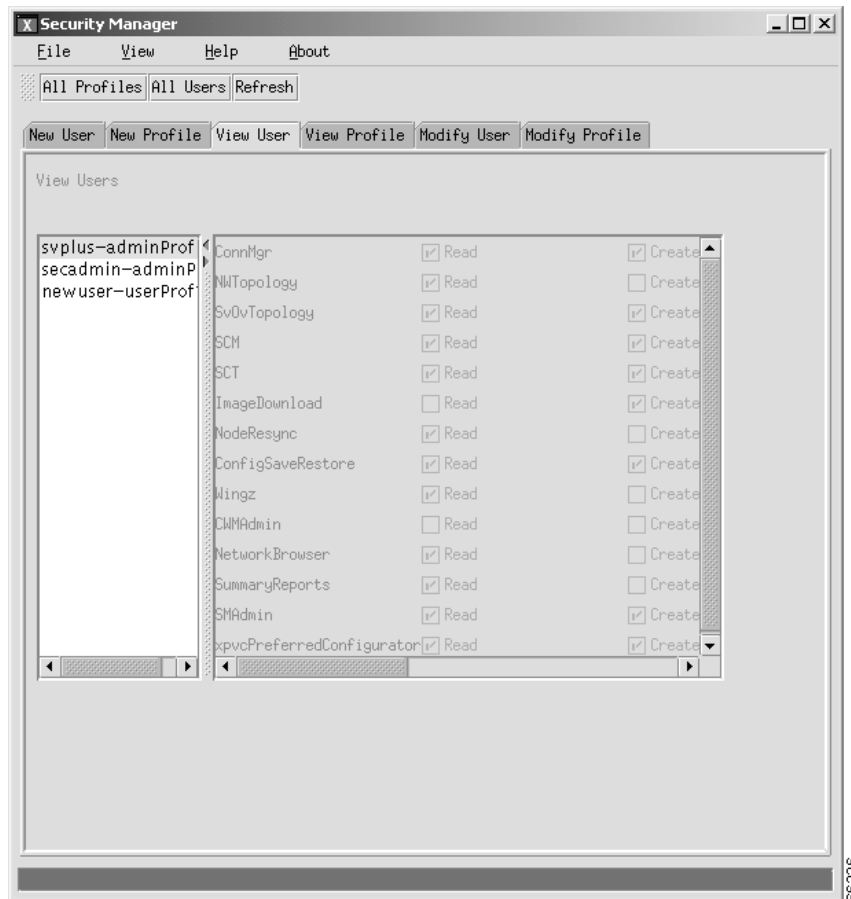 X Security Manager
File View Help About
All Profiles All Users Refresh
New User New Profile View User View Profile Modify User Modify Profile
View Users
svplus-adminProf
secadmin-adminP
newuser-userProf
ConnMgr Read Create
NWTopology Read Create
SvOvTopology Read Create
SCM Read Create
SCT Read Create
ImageDownload Read Create
NodeResync Read Create
ConfigSaveRestore Read Create
Wingz Read Create
CWMAdmin Read Create
NetworkBrowser Read Create
SummaryReports Read Create
SMAdmin Read Create
xpvcPreferredConfigurator Read Create